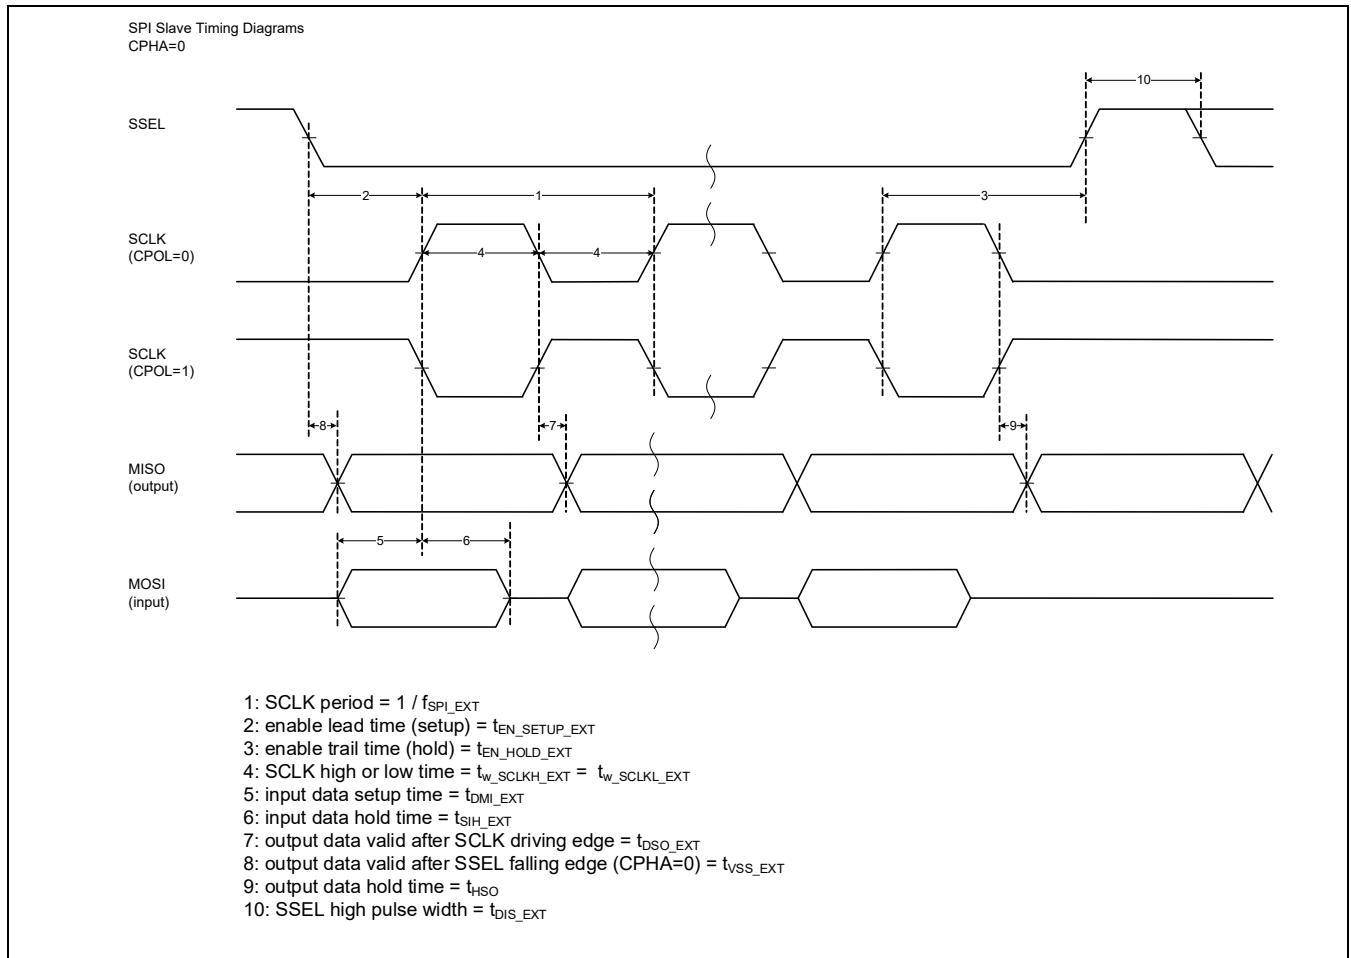 SPI Slave Timing Diagrams
CPHA=0
10
SSEL
2
1
3
SCLK
(CPOL=0)
4
4
SCLK
(CPOL=1)
8
7
9
MISO
(output)
5
6
MOSI
(input)
1: SCLK period = 1 / fSPI_EXT
2: enable lead time (setup) = tEN_SETUP_EXT
3: enable trail time (hold) = tEN_HOLD_EXT
4: SCLK high or low time = tw_SCLKH_EXT = tw_SCLKL_EXT
5: input data setup time = tDMI_EXT
6: input data hold time = tSIH_EXT
7: output data valid after SCLK driving edge = tDSO_EXT
8: output data valid after SSEL falling edge (CPHA=0) = tVSS_EXT
9: output data hold time = tHSO
10: SSEL high pulse width = tDIS_EXT